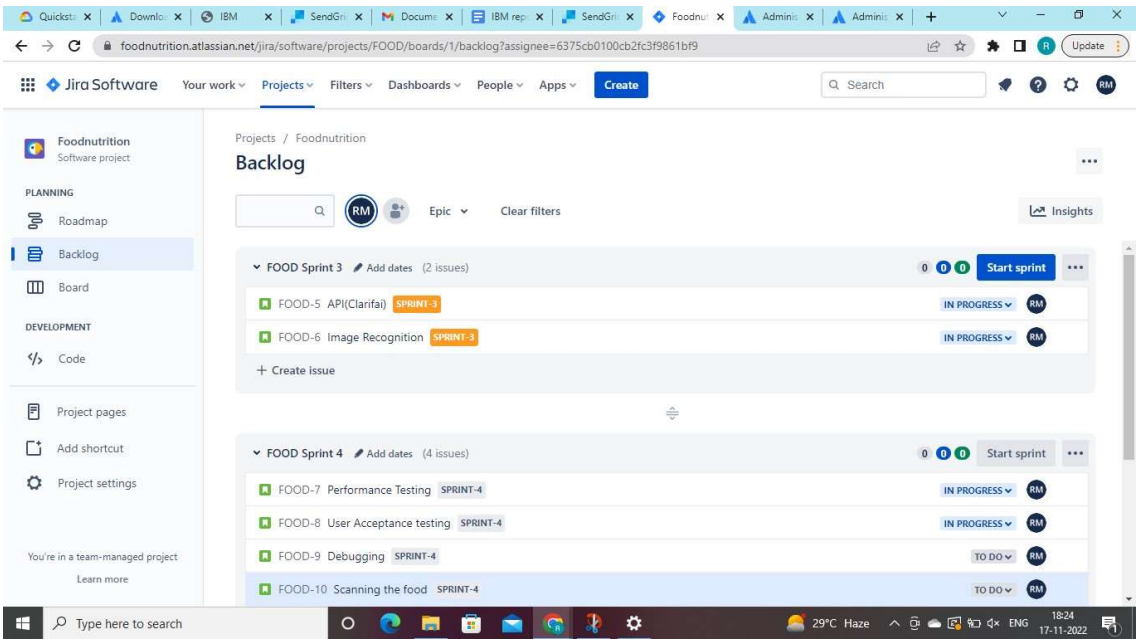 Quicksta
Downloa
IBM
SendGri
Docume
IBM rep
SendGri
Foodnut
Adminis
Adminis
foodnutrition.atlassian.net/jira/software/projects/FOOD/boards/1/backlog?assignee=6375cb0100cb2fc3f9861bf9
R
Update
Jira Software Your work Projects Filters Dashboards People Apps Create Search RM
Foodnutrition
Software project
PLANNING
Roadmap
Backlog
Board
DEVELOPMENT
Code
Project pages
Add shortcut
Project settings
You're in a team-managed project
Learn more
Projects / Foodnutrition
Backlog
RM Epic Clear filters Insights
FOOD Sprint 3 Add dates (2 issues) 0 0 0 Start sprint
FOOD-5 API(Clarifai) SPRINT-3 IN PROGRESS RM
FOOD-6 Image Recognition SPRINT-3 IN PROGRESS RM
+ Create issue
FOOD Sprint 4 Add dates (4 issues) 0 0 0 Start sprint
FOOD-7 Performance Testing SPRINT-4 IN PROGRESS RM
FOOD-8 User Acceptance testing SPRINT-4 IN PROGRESS RM
FOOD-9 Debugging SPRINT-4 TO DO RM
FOOD-10 Scanning the food SPRINT-4 TO DO RM
Type here to search
29°C Haze
ENG
18:24
17-11-2022